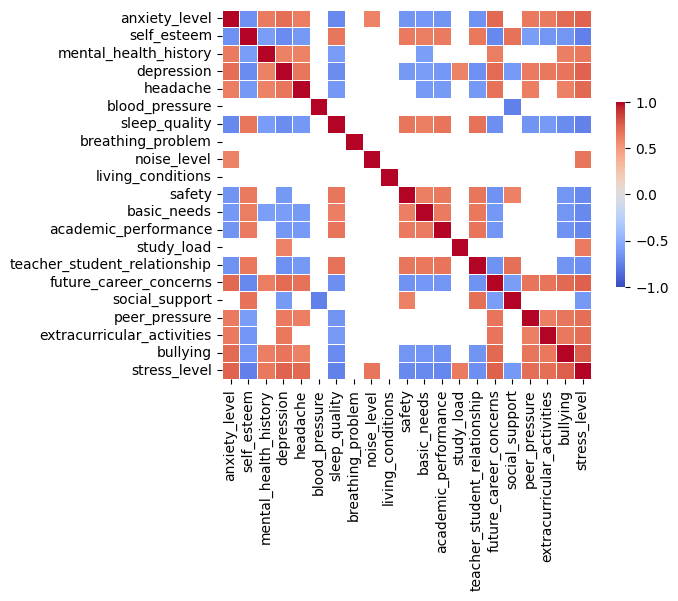 anxiety_level
self_esteem
mental_health_history
depression
headache
blood_pressure
sleep_quality
breathing_problem
noise_level
living_conditions
safety
basic_needs
academic_performance
study_load
teacher_student_relationship
future_career_concerns
social_support
peer_pressure
extracurricular_activities
bullying
stress_level
anxiety_level
self_esteem
mental_health_history
depression
headache
blood_pressure
sleep_quality
breathing_problem
noise_level
living_conditions
safety
basic_needs
academic_performance
study_load
teacher_student_relationship
future_career_concerns
social_support
peer_pressure
extracurricular_activities
bullying
stress_level
1.0
0.5
0.0
−0.5
−1.0